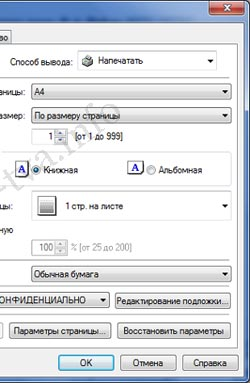 во
Способ вывода: Напечатать
раницы: A4
размер: По размеру страницы
1 [от 1 до 999]
A Книжная A Альбомная
ицы: 1 стр. на листе
ную
100 % [от 25 до 200]
Обычная бумага
ОНФИДЕНЦИАЛЬНО Редактирование подложки...
Параметры страницы... Восстановить параметры
OK Отмена Справка